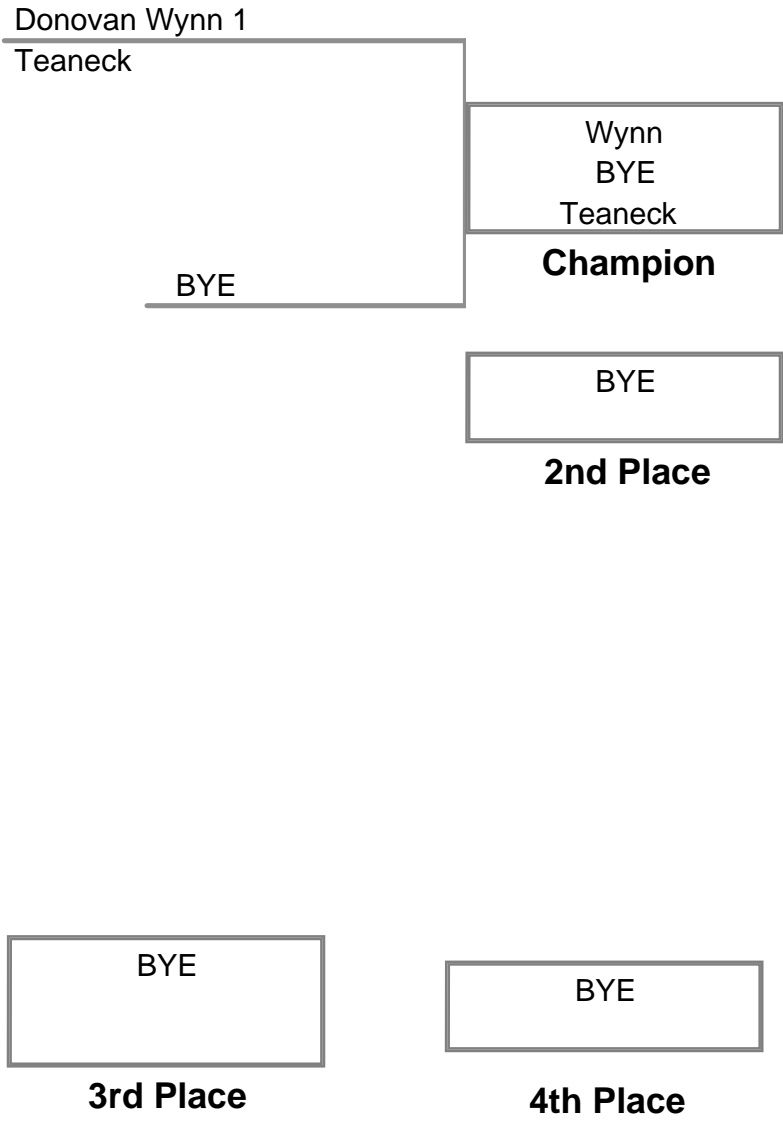 Donovan Wynn 1
Teaneck
Wynn
BYE
Teaneck
Champion
BYE
BYE
2nd Place
BYE
3rd Place
BYE
4th Place